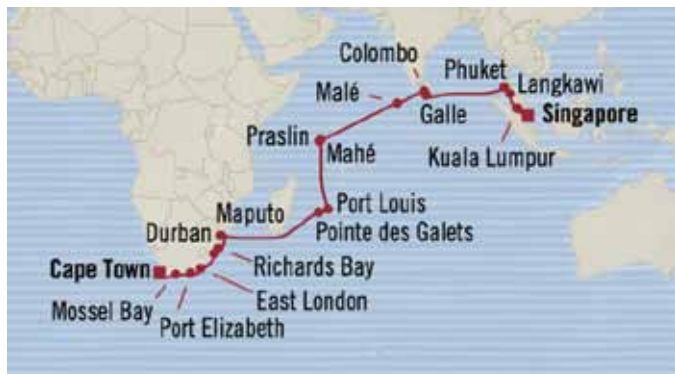 Colombo
Phuket
Langkawi
Malé
Galle
Singapore
Praslin
Mahé
Kuala Lumpur
Maputo
Port Louis
Durban
Pointe des Galets
Cape Town
Richards Bay
Mossel Bay
East London
Port Elizabeth